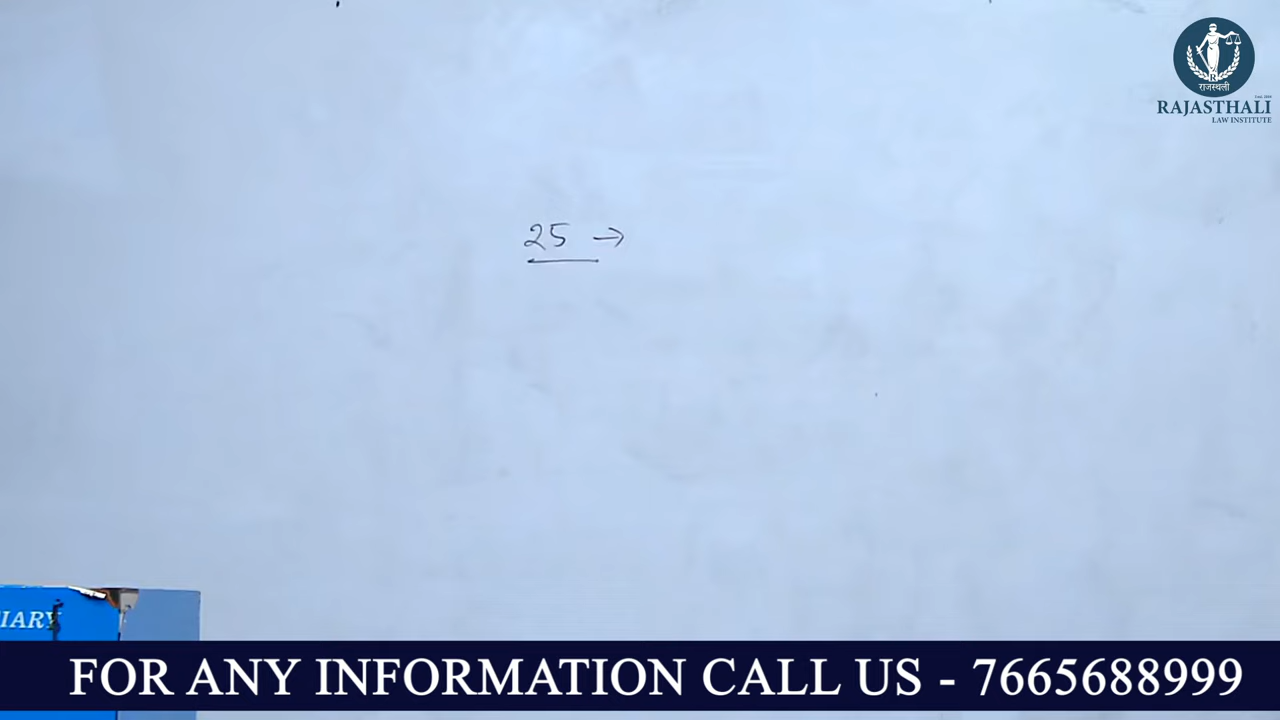 राजस्थली
RAJASTHALI
LAW INSTITUTE
25 →
IARY
FOR ANY INFORMATION CALL US - 7665688999